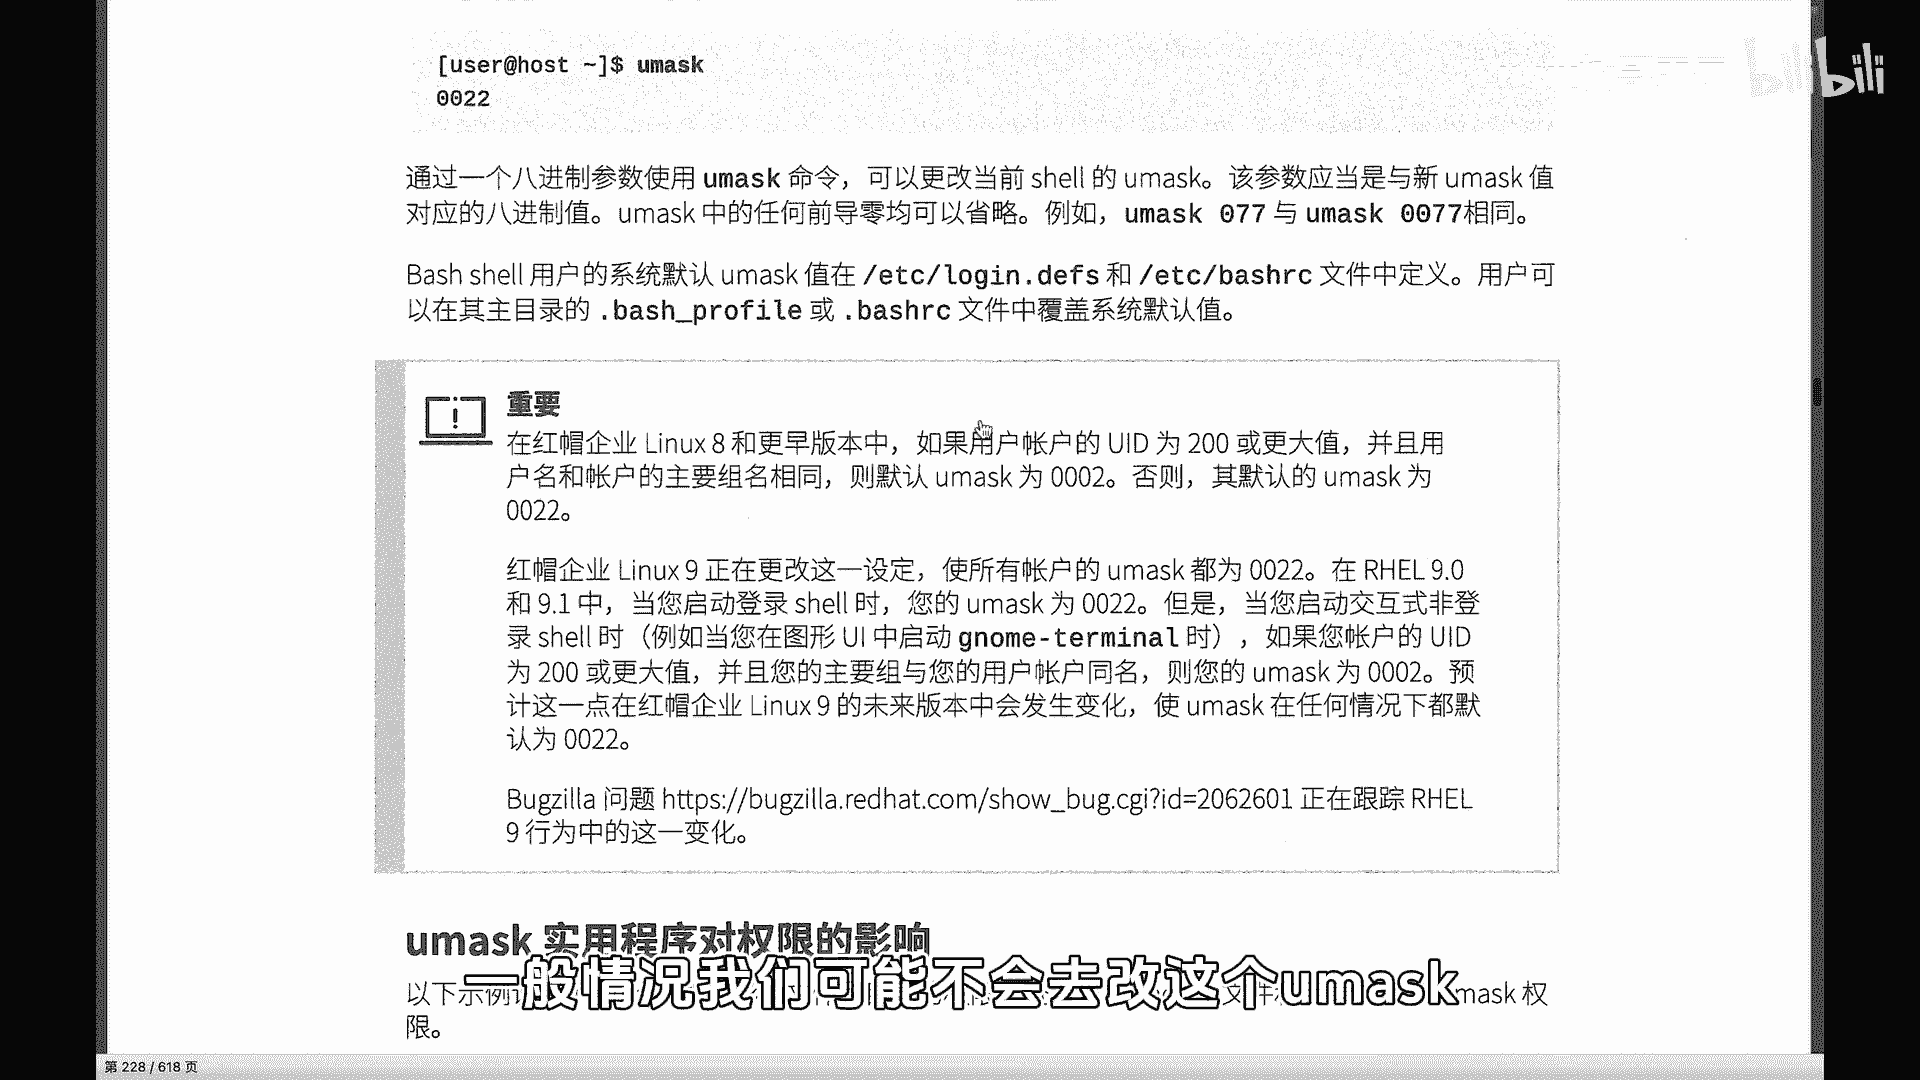 [user@host ~]$ umask
0022
bilibili
通过一个八进制参数使用 umask 命令，可以更改当前 shell 的 umask。该参数应当是与新 umask 值
对应的八进制值。umask 中的任何前导零均可以省略。例如，umask 077 与 umask 0077相同。
Bash shell 用户的系统默认 umask 值在 /etc/login.defs 和 /etc/bashrc 文件中定义。用户可
以在其主目录的 .bash_profile 或 .bashrc 文件中覆盖系统默认值。
重要
在红帽企业 Linux 8 和更早版本中，如果用户帐户的 UID 为 200 或更大值，并且用
户名和帐户的主要组名相同，则默认 umask 为 0002。否则，其默认的 umask 为
0022。
红帽企业 Linux 9 正在更改这一设定，使所有帐户的 umask 都为 0022。在 RHEL 9.0
和 9.1 中，当您启动登录 shell 时，您的 umask 为 0022。但是，当您启动交互式非登
录 shell 时（例如当您在图形 UI 中启动 gnome-terminal 时），如果您帐户的 UID
为 200 或更大值，并且您的主要组与您的用户帐户同名，则您的 umask 为 0002。预
计这一点在红帽企业 Linux 9 的未来版本中会发生变化，使 umask 在任何情况下都默
认为 0022。
Bugzilla 问题 https://bugzilla.redhat.com/show_bug.cgi?id=2062601 正在跟踪 RHEL
9 行为中的这一变化。
umask 实用程序对权限的影响
以下示例 mask 权
一般情况我们可能不会去改这个umask
限。
第 228 / 618 页